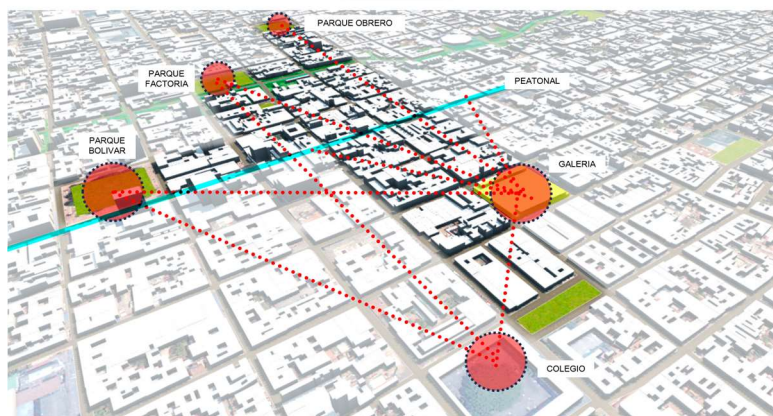 PARQUE OBRERO
PARQUE
FACTORIA
PEATONAL
PARQUE
BOLIVAR
GALERIA
COLEGIO